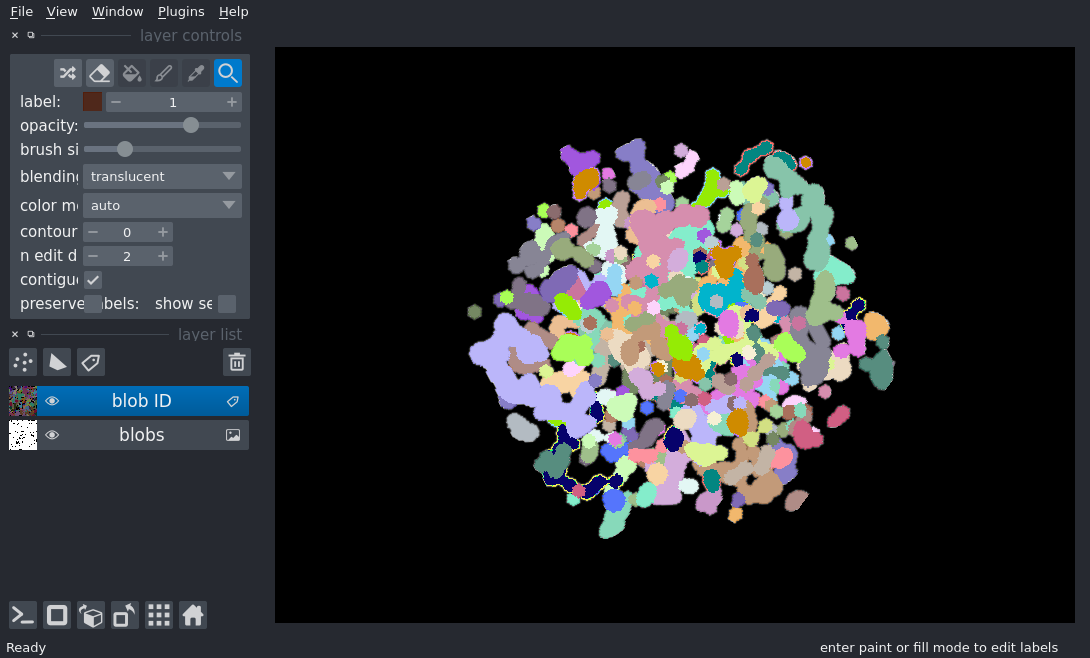 File View Window Plugins Help
layer controls
label: 1
opacity:
brush si
blending translucent
color m auto
contour 0
n edit d 2
contigu
preserve abels: show se
layer list
blob ID
blobs
Ready enter paint or fill mode to edit labels